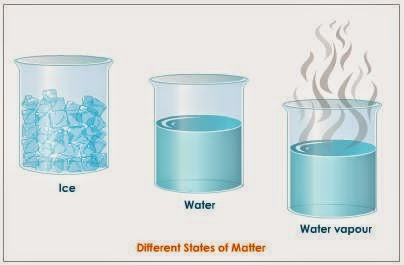 Ice
Water
Water vapour
Different States of Matter